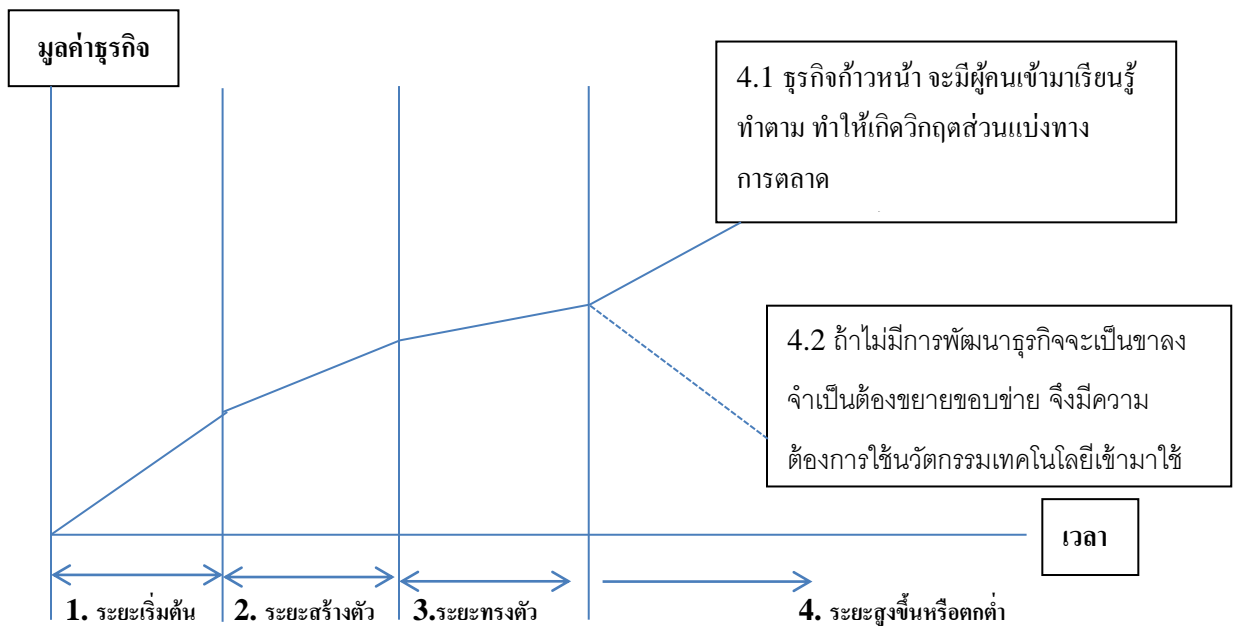 มูลค่าธุรกิจ
4.1 ธุรกิจก้าวหน้า จะมีผู้คนเข้ามาเรียนรู้
ทำตาม ทำให้เกิดวิกฤตส่วนแบ่งทาง
การตลาด
4.2 ถ้าไม่มีการพัฒนาธุรกิจจะเป็นขาลง
จำเป็นต้องขยายขอบข่าย จึงมีความ
ต้องการใช้นวัตกรรมเทคโนโลยีเข้ามาใช้
เวลา
1. ระยะเริ่มต้น
2. ระยะสร้างตัว
3.ระยะทรงตัว
4. ระยะสูงขึ้นหรือตกต่ำ